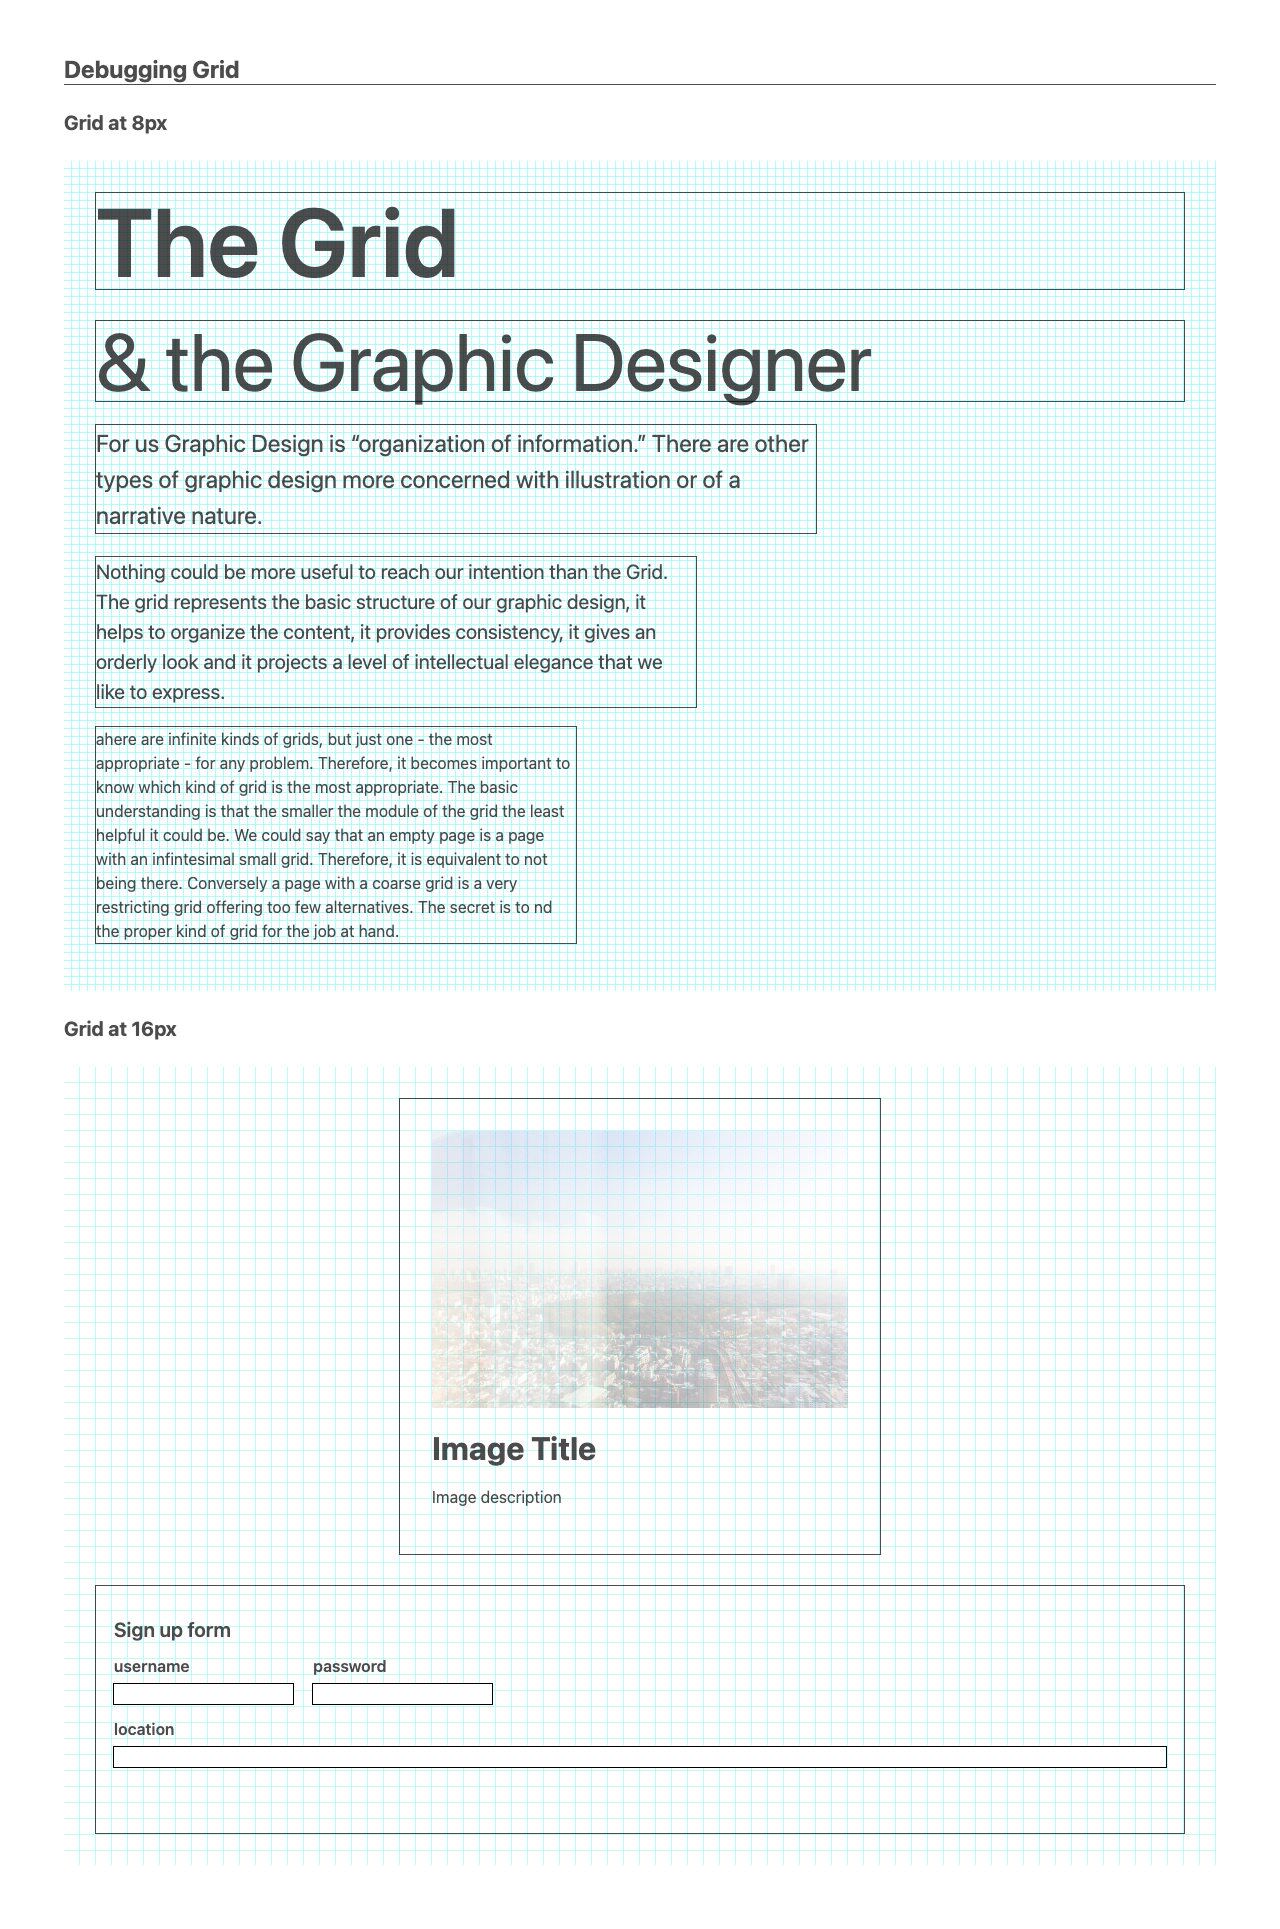 Debugging Grid
Grid at 8px
The Grid
& the Graphic Designer
For us Graphic Design is “organization of information.” There are other
types of graphic design more concerned with illustration or of a
narrative nature.
Nothing could be more useful to reach our intention than the Grid.
The grid represents the basic structure of our graphic design, it
helps to organize the content, it provides consistency, it gives an
orderly look and it projects a level of intellectual elegance that we
like to express.
ahere are infinite kinds of grids, but just one - the most
appropriate - for any problem. Therefore, it becomes important to
know which kind of grid is the most appropriate. The basic
understanding is that the smaller the module of the grid the least
helpful it could be. We could say that an empty page is a page
with an infintesimal small grid. Therefore, it is equivalent to not
being there. Conversely a page with a coarse grid is a very
restricting grid offering too few alternatives. The secret is to nd
the proper kind of grid for the job at hand.
Grid at 16px
Image Title
Image description
Sign up form
username password
location